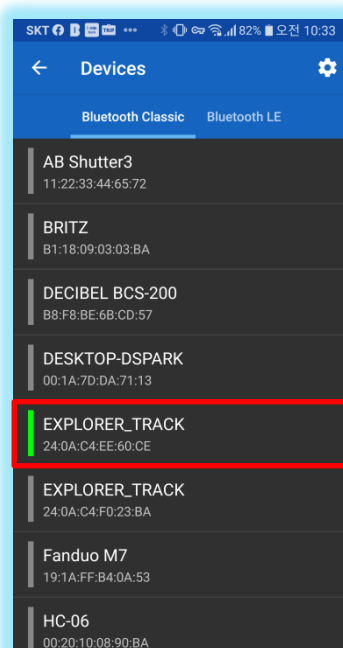 SKT 82% 오전 10:33
Devices
Bluetooth Classic Bluetooth LE
AB Shutter3
11:22:33:44:65:72
BRITZ
B1:18:09:03:03:BA
DECIBEL BCS-200
B8:F8:BE:6B:CD:57
DESKTOP-DSPARK
00:1A:7D:DA:71:13
EXPLORER_TRACK
24:0A:C4:EE:60:CE
EXPLORER_TRACK
24:0A:C4:F0:23:BA
Fanduo M7
19:1A:FF:B4:0A:53
HC-06
00:20:10:08:90:BA